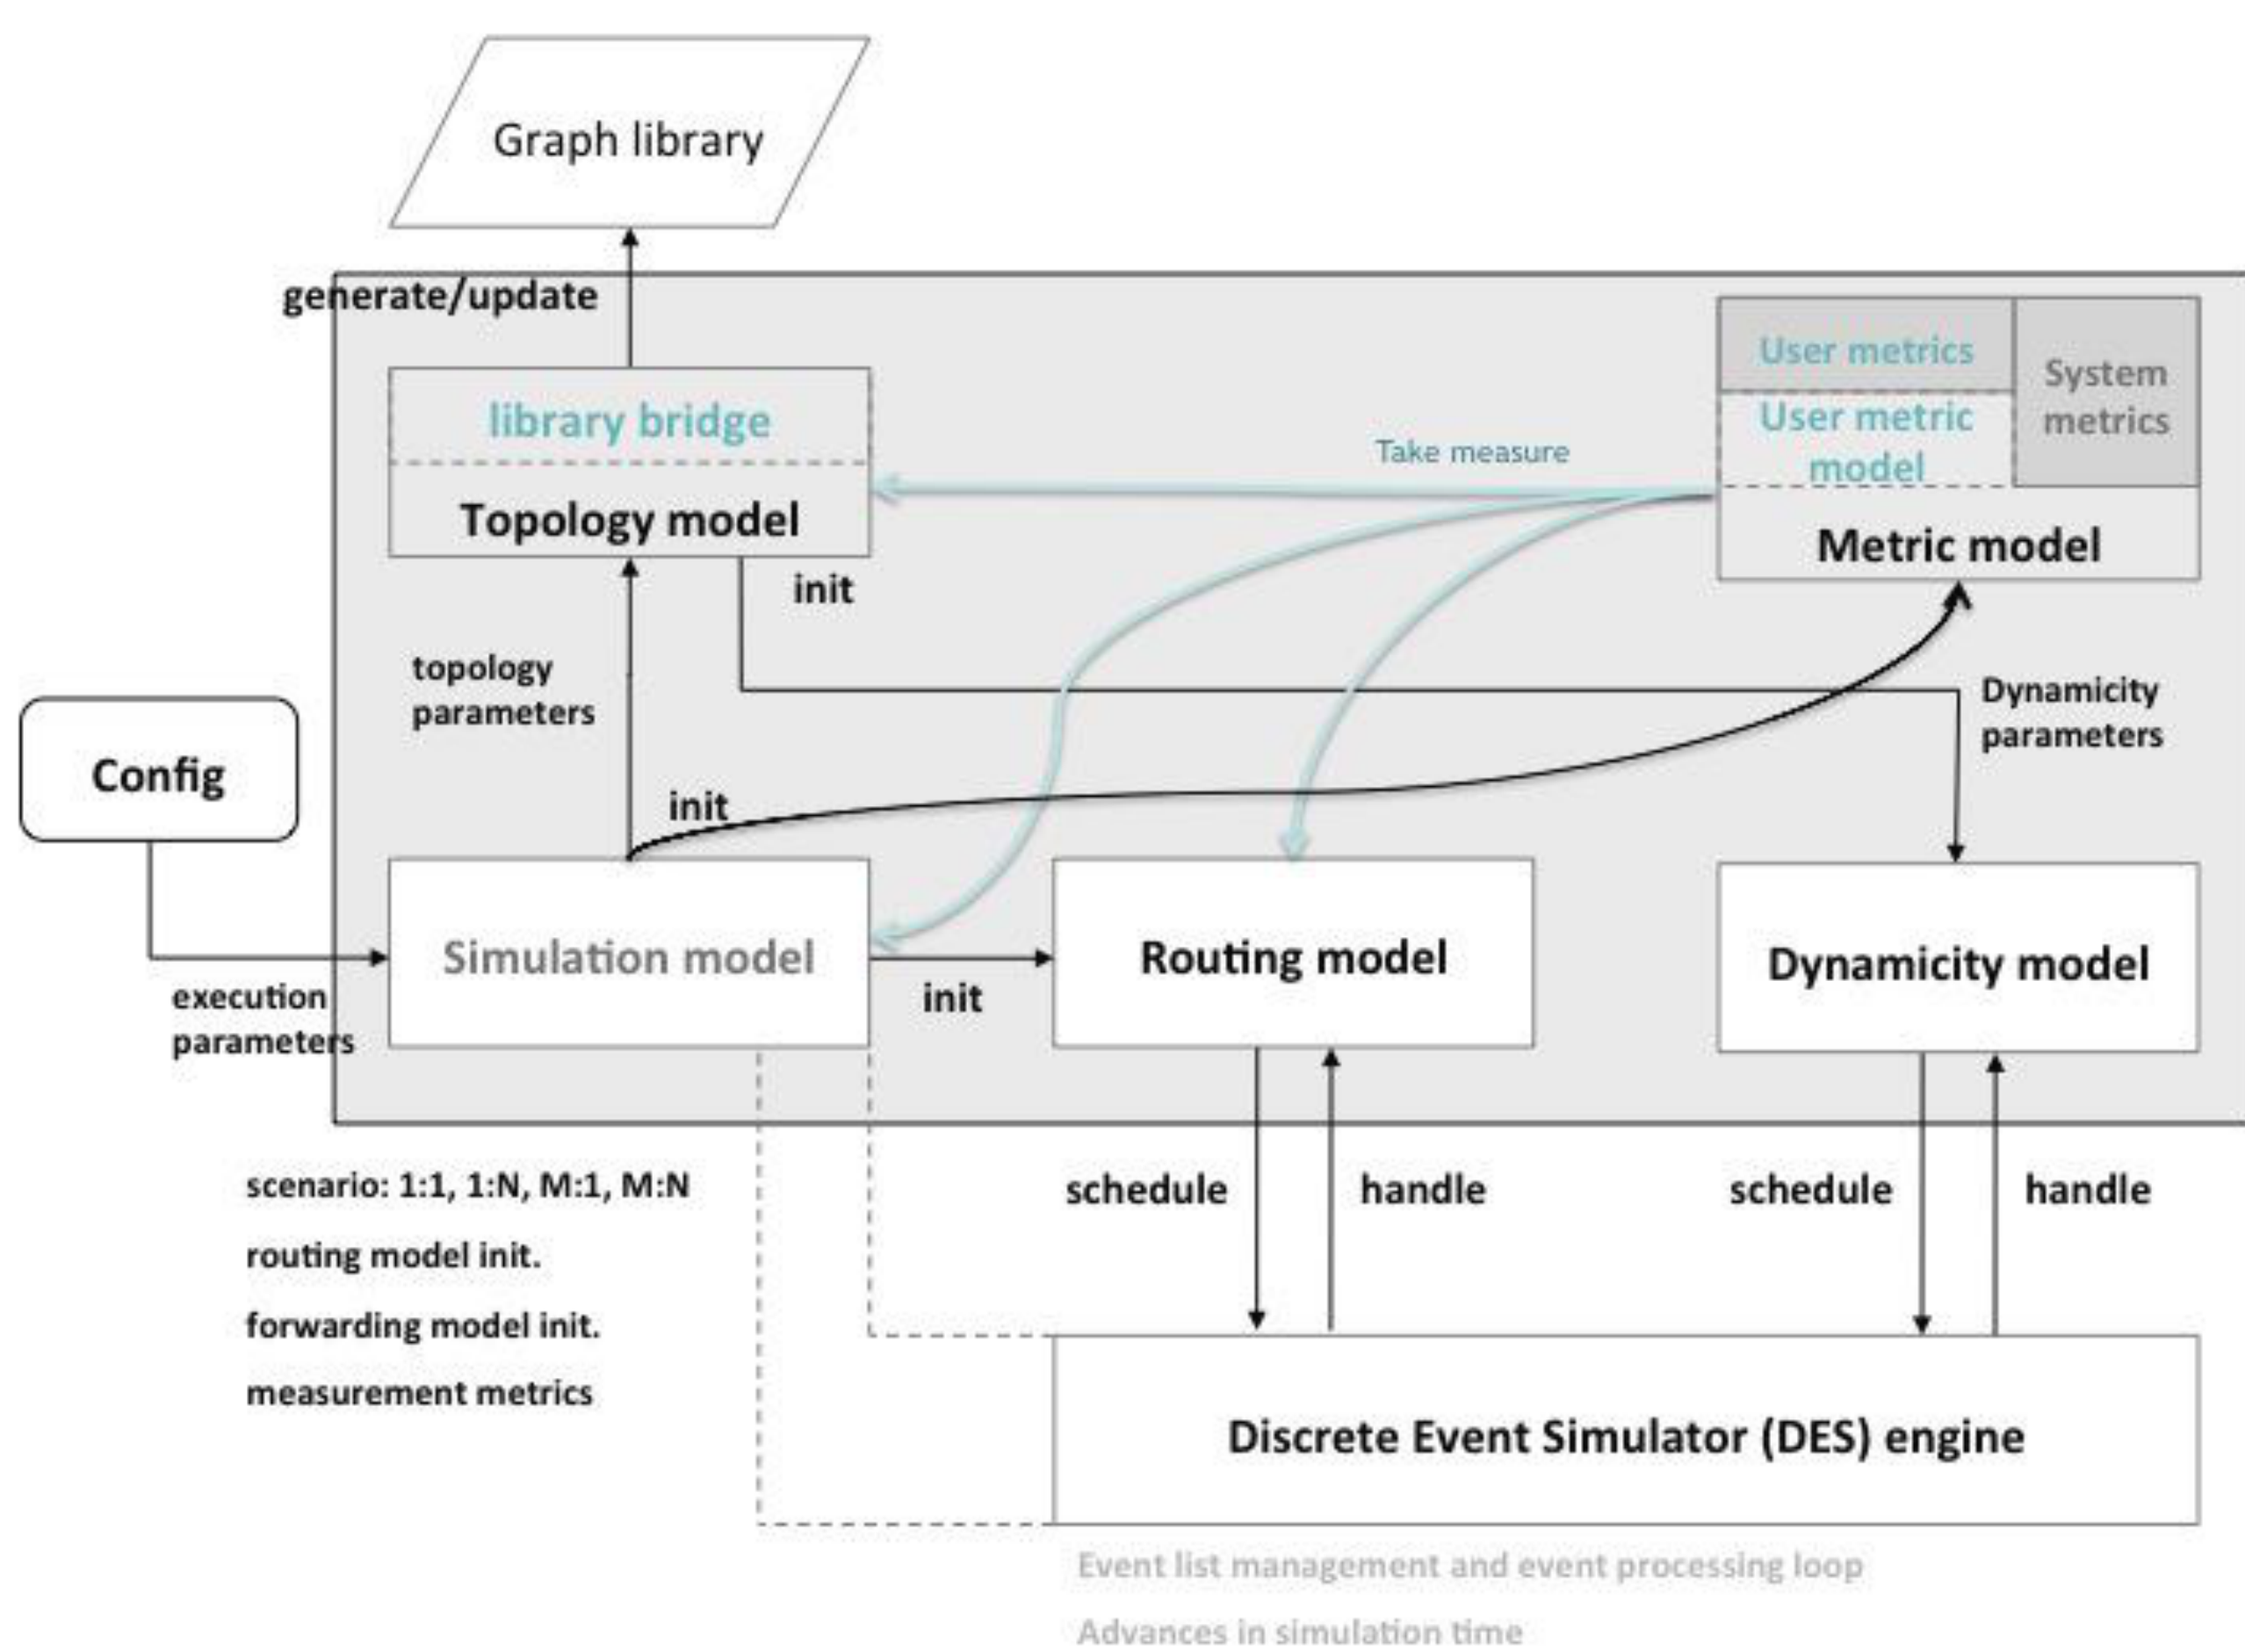 Graph library
generate/update
library bridge
Topology model
User metrics
User metric
model
System
metrics
Metric model
Take measure
init
topology
parameters
Dynamicity
parameters
Config
init
execution
parameters
Simulation model
init
Routing model
Dynamicity model
scenario: 1:1, 1:N, M:1, M:N
routing model init.
forwarding model init.
measurement metrics
schedule
handle
schedule
handle
Discrete Event Simulator (DES) engine
Event list management and event processing loop
Advances in simulation time